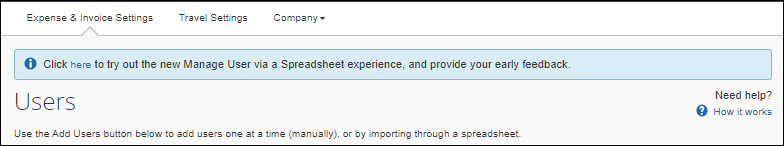 Expense & Invoice Settings Travel Settings Company
Click here to try out the new Manage User via a Spreadsheet experience, and provide your early feedback.
Users
Need help?
How it works
Use the Add Users button below to add users one at a time (manually), or by importing through a spreadsheet.